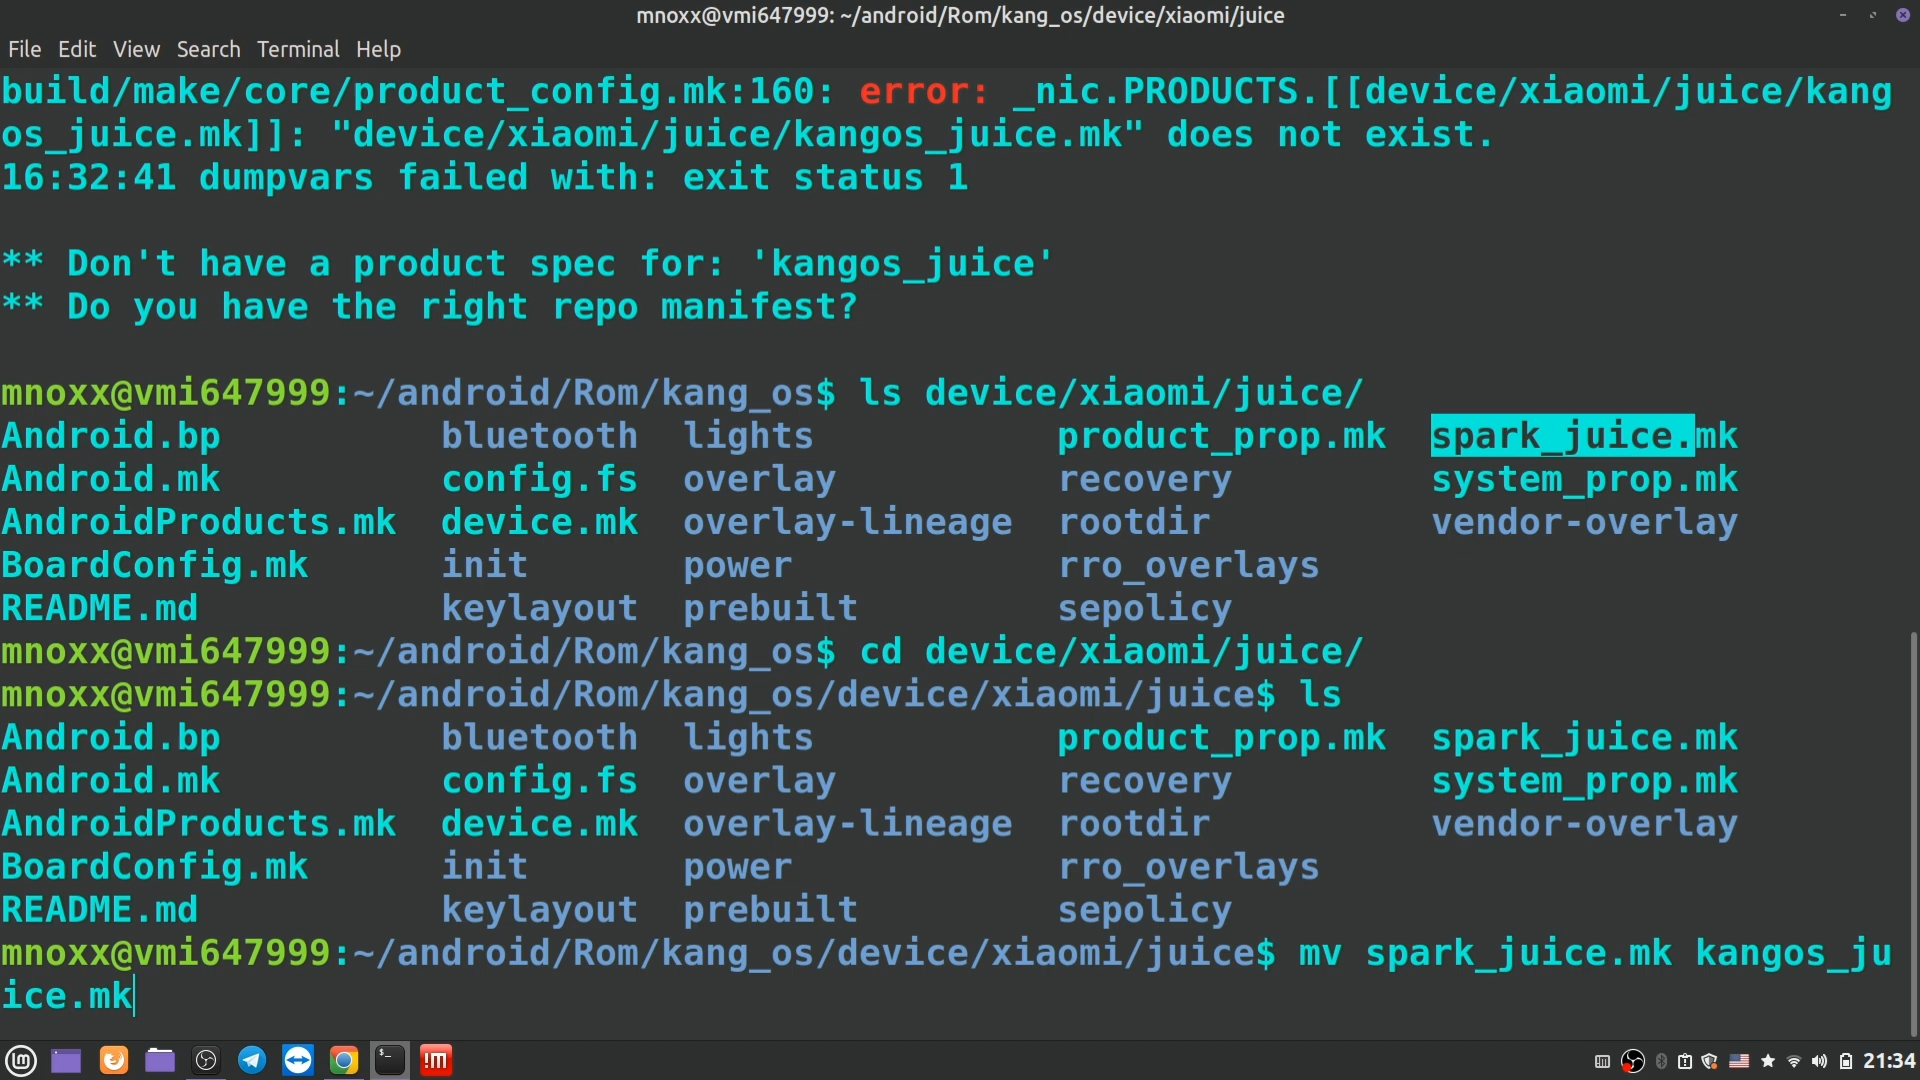 mnoxx@vmi647999: ~/android/Rom/kang_os/device/xiaomi/juice
File Edit View Search Terminal Help
build/make/core/product_config.mk:160: error: _nic.PRODUCTS.[[device/xiaomi/juice/kang
os_juice.mk]]: "device/xiaomi/juice/kangos_juice.mk" does not exist.
16:32:41 dumpvars failed with: exit status 1
** Don't have a product spec for: 'kangos_juice'
** Do you have the right repo manifest?
mnoxx@vmi647999:~/android/Rom/kang_os$ ls device/xiaomi/juice/
Android.bp bluetooth lights product_prop.mk spark_juice.mk
Android.mk config.fs overlay recovery system_prop.mk
AndroidProducts.mk device.mk overlay-lineage rootdir vendor-overlay
BoardConfig.mk init power rro_overlays
README.md keylayout prebuilt sepolicy
mnoxx@vmi647999:~/android/Rom/kang_os$ cd device/xiaomi/juice/
mnoxx@vmi647999:~/android/Rom/kang_os/device/xiaomi/juice$ ls
Android.bp bluetooth lights product_prop.mk spark_juice.mk
Android.mk config.fs overlay recovery system_prop.mk
AndroidProducts.mk device.mk overlay-lineage rootdir vendor-overlay
BoardConfig.mk init power rro_overlays
README.md keylayout prebuilt sepolicy
mnoxx@vmi647999:~/android/Rom/kang_os/device/xiaomi/juice$ mv spark_juice.mk kangos_ju
ice.mk
21:34